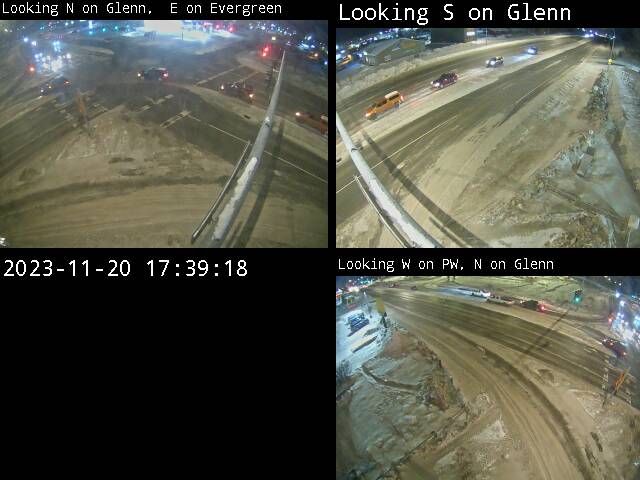 Looking N on Glenn,  E on Evergreen
Looking S on Glenn
2023-11-20 17:39:18
Looking W on PW, N on Glenn